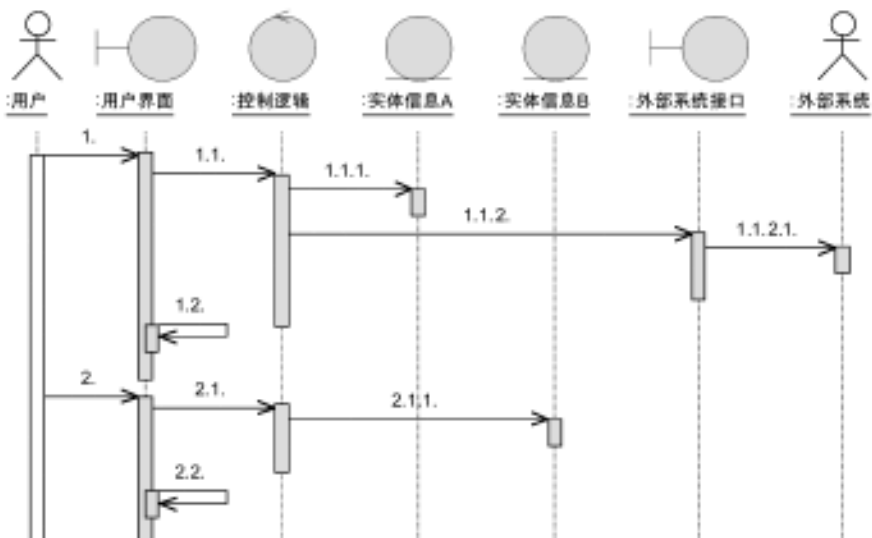 :用户
:用户界面
:控制逻辑
:实体信息A
:实体信息B
:外部系统接口
:外部系统
1.
1.1.
1.1.1.
1.1.2.
1.1.2.1.
1.2.
2.
2.1.
2.1.1.
2.2.